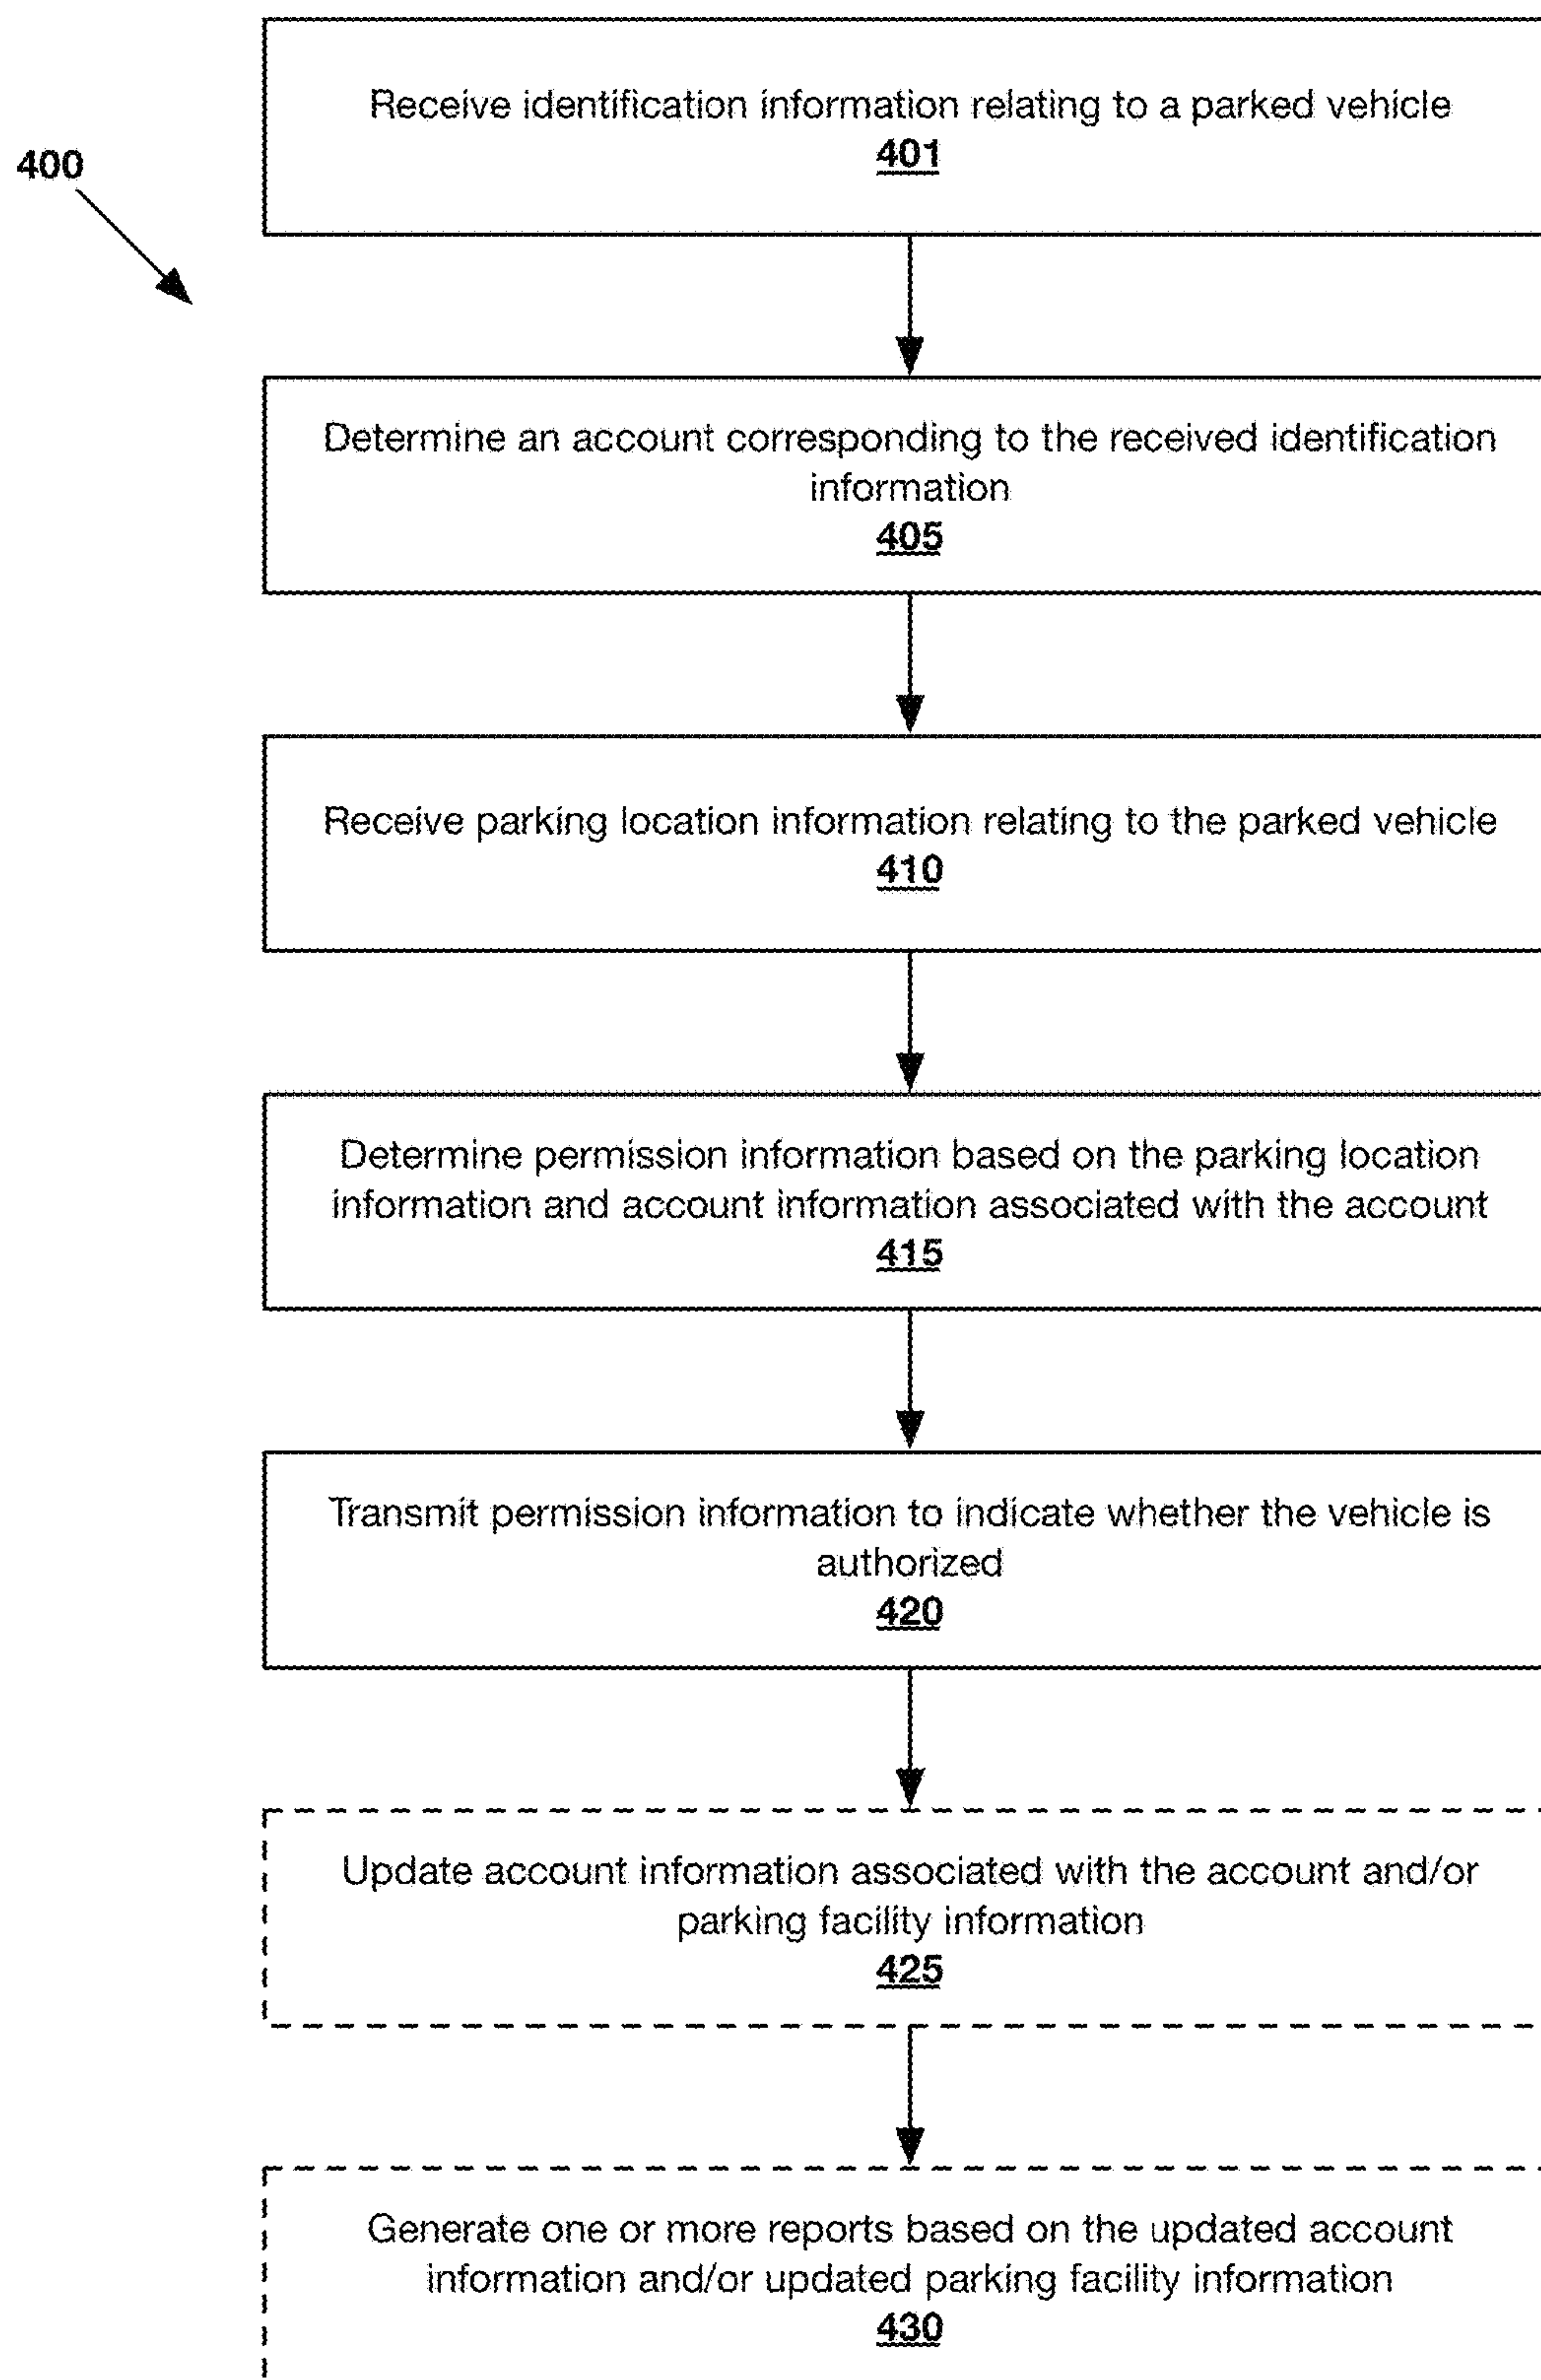 Receive identification information relating to a parked vehicle
401
400
Determine an account corresponding to the received identification
information
405
Receive parking location information relating to the parked vehicle
410
Determine permission information based on the parking location
information and account information associated with the account
415
Transmit permission information to indicate whether the vehicle is
authorized
420
Update account information associated with the account and/or
parking facility information
425
Generate one or more reports based on the updated account
information and/or updated parking facility information
430